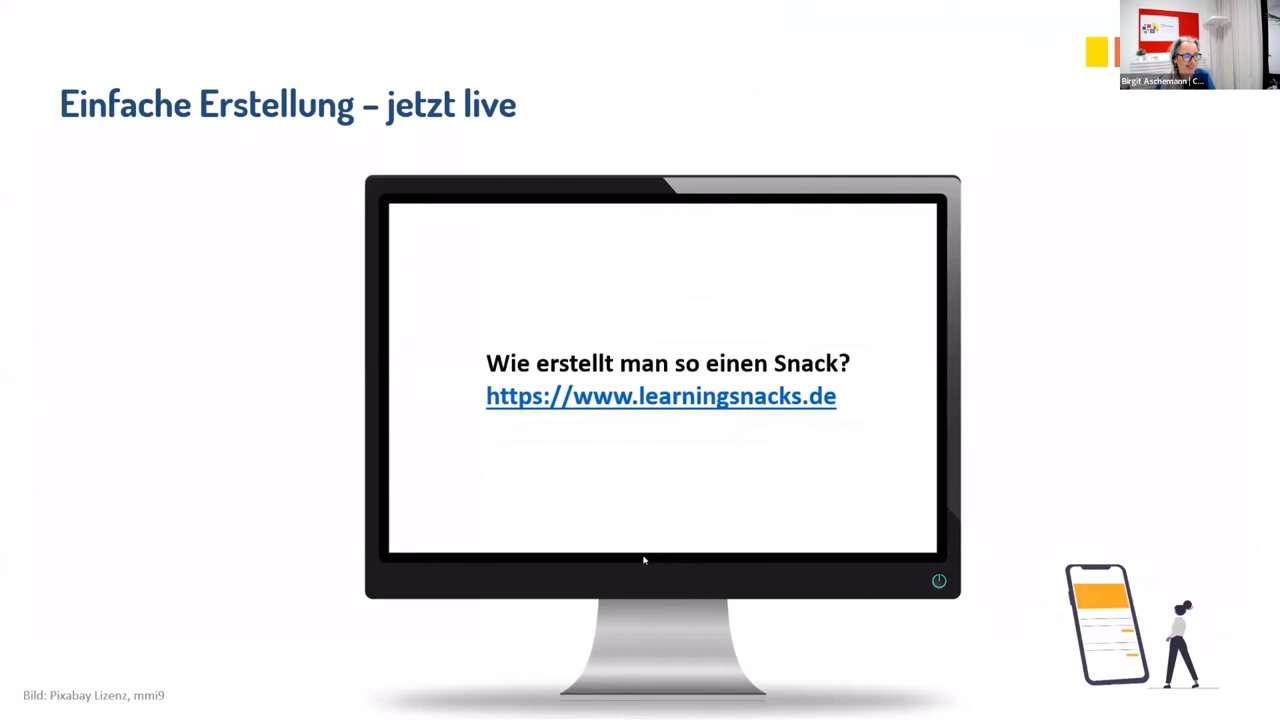 Einfache Erstellung – jetzt live
Birgit Aschemann | C...
Wie erstellt man so einen Snack?
https://www.learningsnacks.de
Bild: Pixabay Lizenz, mmi9